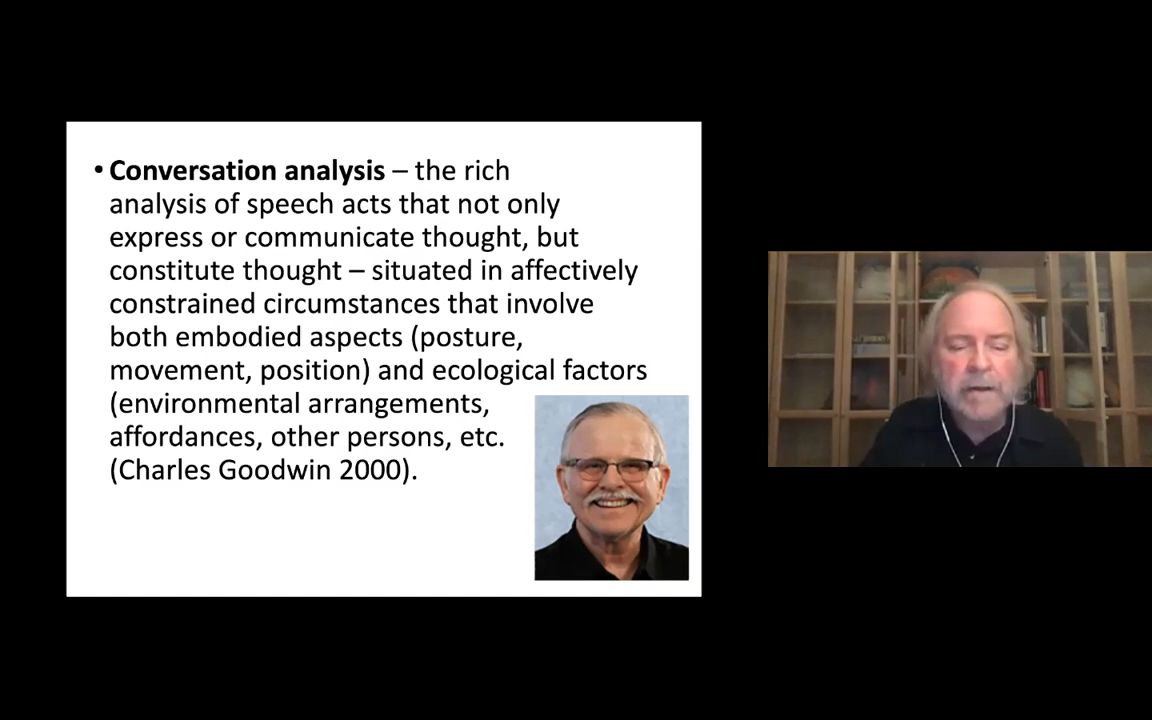 • Conversation analysis – the rich
analysis of speech acts that not only
express or communicate thought, but
constitute thought – situated in affectively
constrained circumstances that involve
both embodied aspects (posture,
movement, position) and ecological factors
(environmental arrangements,
affordances, other persons, etc.
(Charles Goodwin 2000).